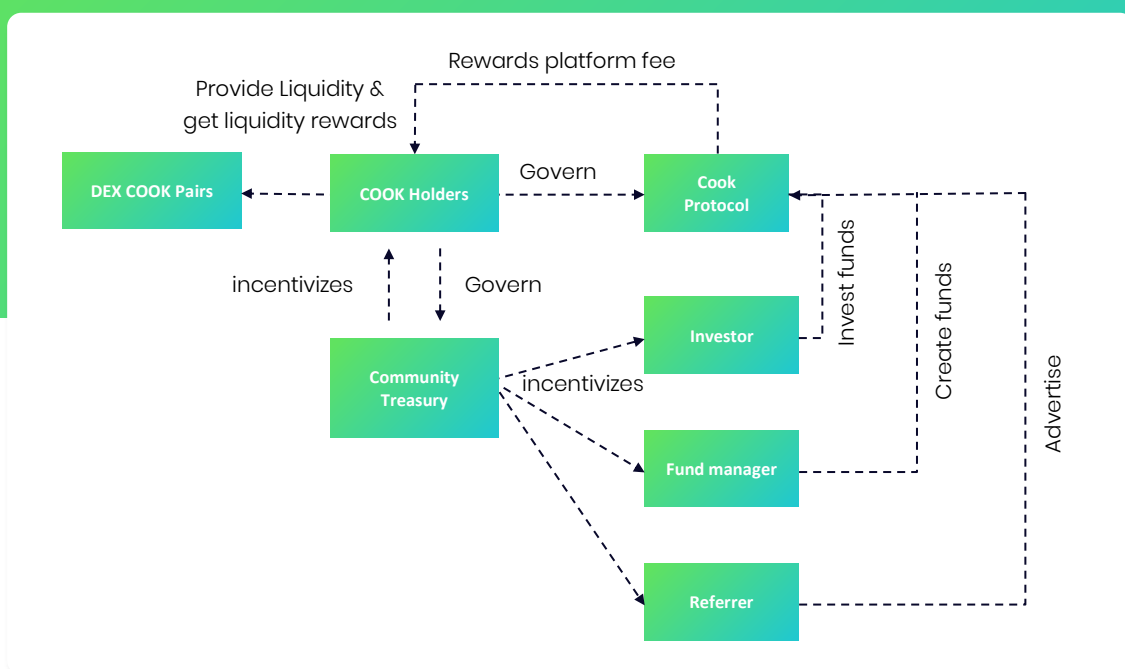 Rewards platform fee
Provide Liquidity &
get liquidity rewards
DEX COOK Pairs
COOK Holders
Govern
Cook
Protocol
incentivizes
Govern
Investor
Invest funds
Create funds
Advertise
Community
Treasury
incentivizes
Fund manager
Referrer